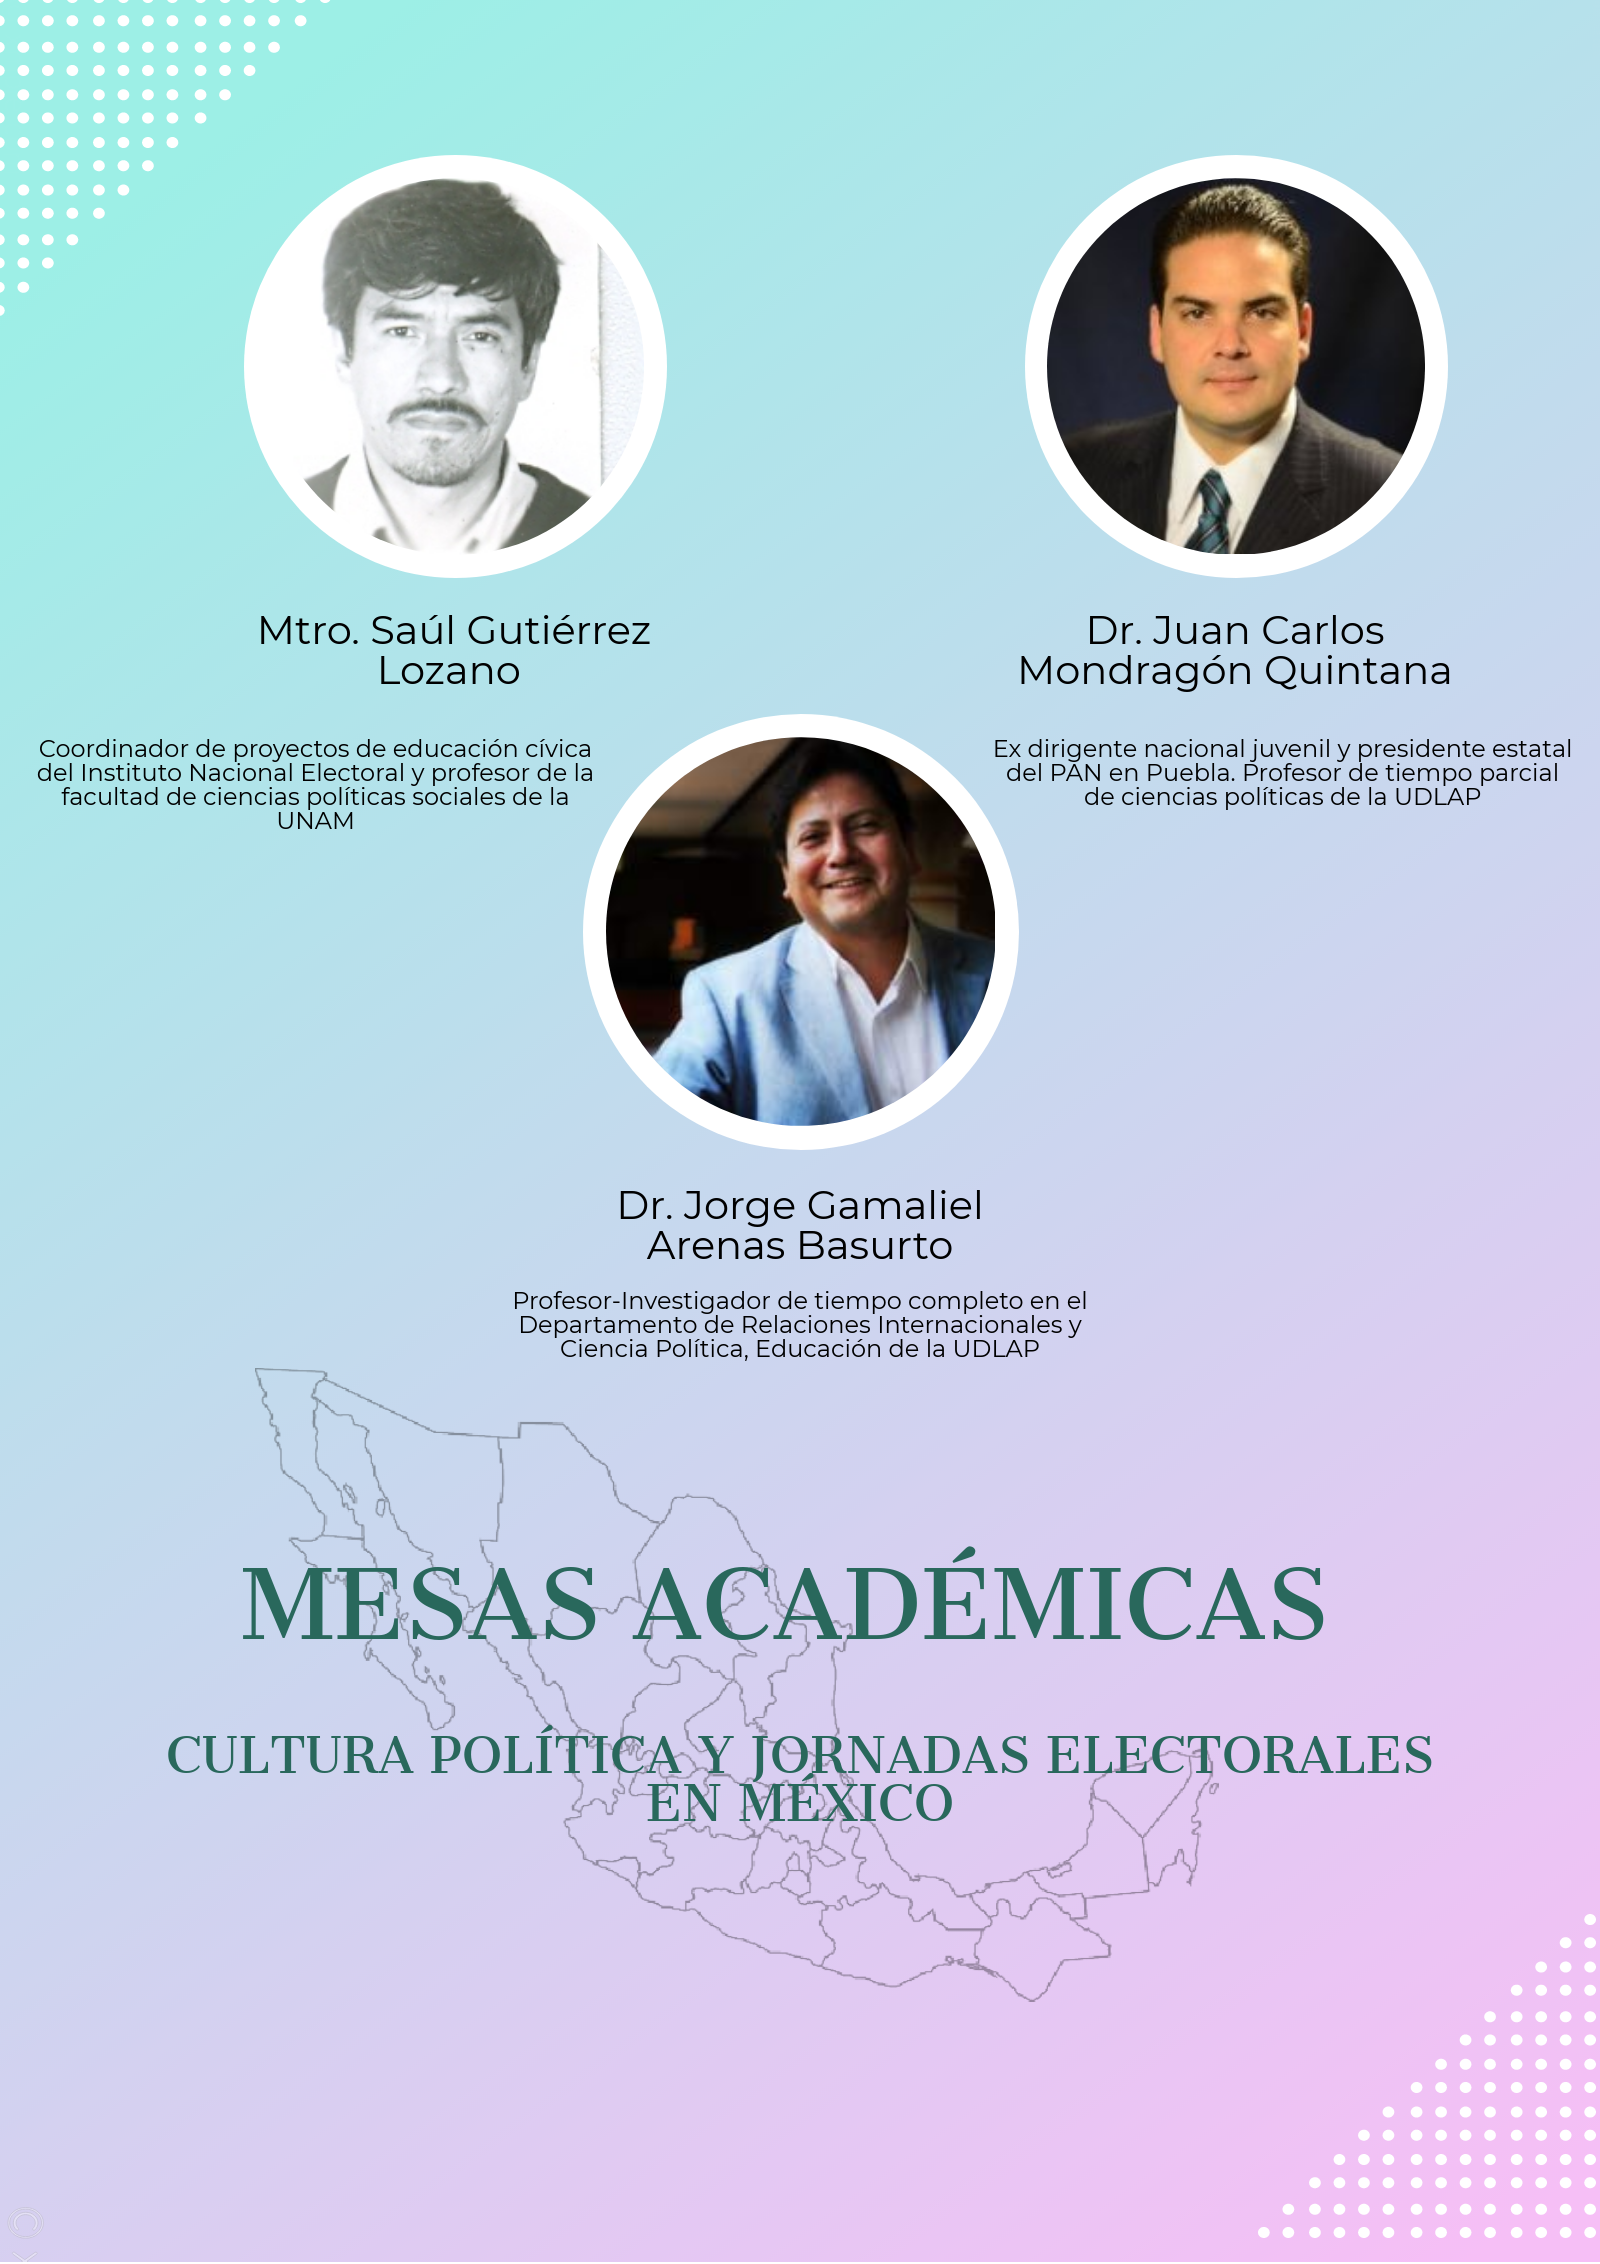 Mtro. Saúl Gutiérrez
Lozano
Coordinador de proyectos de educación cívica
del Instituto Nacional Electoral y profesor de la
facultad de ciencias políticas sociales de la
UNAM
Dr. Juan Carlos
Mondragón Quintana
Ex dirigente nacional juvenil y presidente estatal
del PAN en Puebla. Profesor de tiempo parcial
de ciencias políticas de la UDLAP
Dr. Jorge Gamaliel
Arenas Basurto
Profesor-Investigador de tiempo completo en el
Departamento de Relaciones Internacionales y
Ciencia Política, Educación de la UDLAP
MESAS ACADÉMICAS
CULTURA POLÍTICA Y JORNADAS ELECTORALES
EN MÉXICO